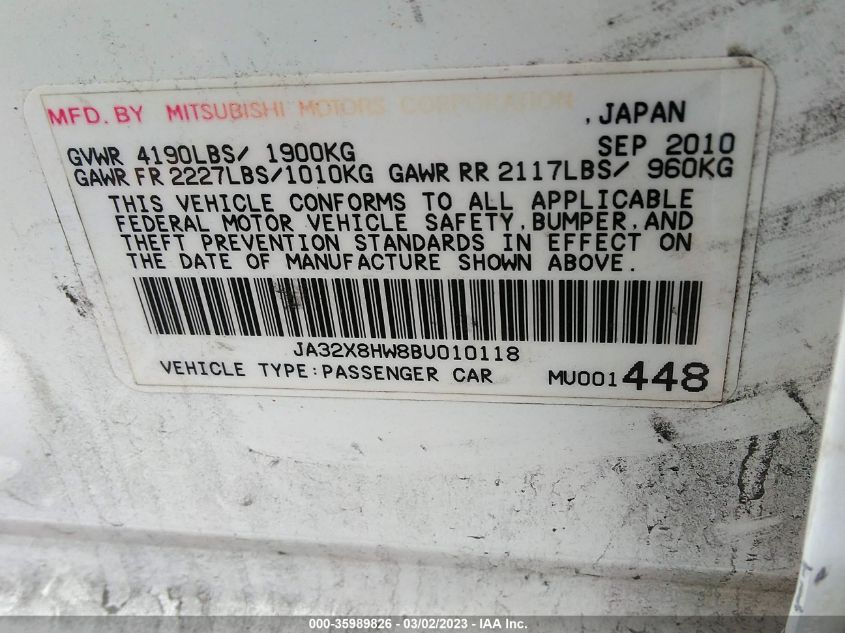 MFD. BY MITSUBISHI MOTORS CORPORATION , JAPAN
GVWR 4190LBS/ 1900KG SEP 2010
GAWR FR 2227LBS/1010KG GAWR RR 2117LBS/ 960KG
THIS VEHICLE CONFORMS TO ALL APPLICABLE
FEDERAL MOTOR VEHICLE SAFETY, BUMPER, AND
THEFT PREVENTION STANDARDS IN EFFECT ON
THE DATE OF MANUFACTURE SHOWN ABOVE.
JA32X8HW8BU010118
VEHICLE TYPE:PASSENGER CAR MU001448
000-35989826 - 03/02/2023 - IAA Inc.